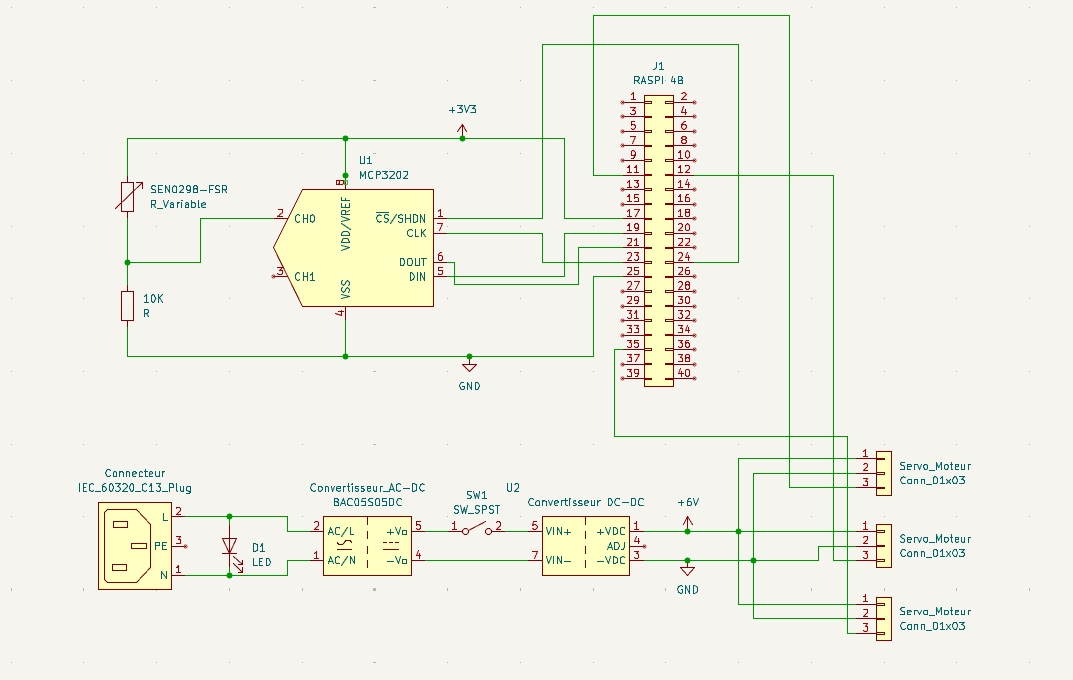 J1
RASPI 4B
1 2
3 4
5 6
7 8
9 10
11 12
13 14
15 16
17 18
19 20
21 22
23 24
25 26
27 28
29 30
31 32
33 34
35 36
37 38
39 40
+3V3
U1
MCP3202
SEN0298-FSR
R_Variable
10K
R
8
VDD/VREF
2 CH0
3 CH1
CS/SHDN 1
CLK 7
DOUT 6
DIN 5
VSS
4
GND
Connecteur
IEC_60320_C13_Plug
L 2
PE 3
N 1
D1
LED
Convertisseur_AC-DC
BAC05S05DC
2 AC/L
1 AC/N
+Vo 5
-Vo 4
SW1
SW_SPST
1 2
U2
Convertisseur DC-DC
5 VIN+
7 VIN-
+VDC 1
ADJ 4
-VDC 3
+6V
GND
1
2
3
Servo_Moteur
Conn_01x03
1
2
3
Servo_Moteur
Conn_01x03
1
2
3
Servo_Moteur
Conn_01x03